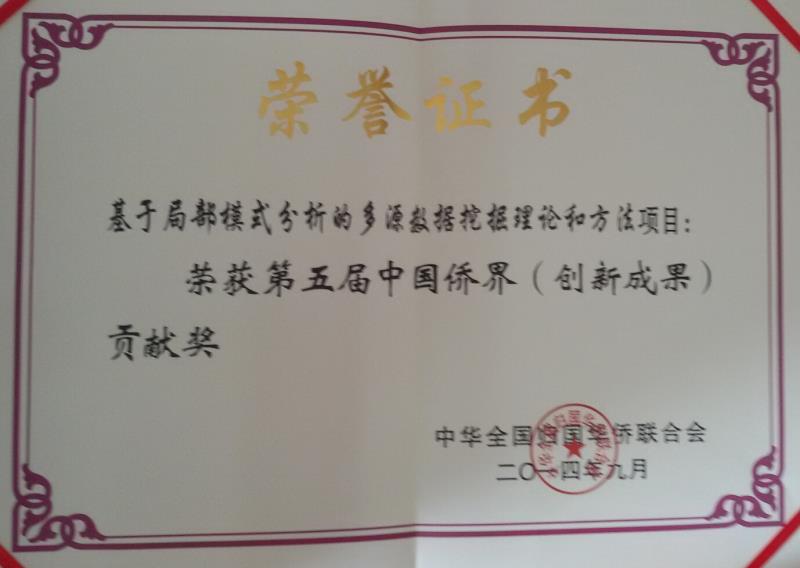 荣誉证书
基于局部模式分析的多源数据挖掘理论和方法项目：
荣获第五届中国侨界（创新成果）
贡献奖
中华全国归国华侨联合会
二〇一四年九月